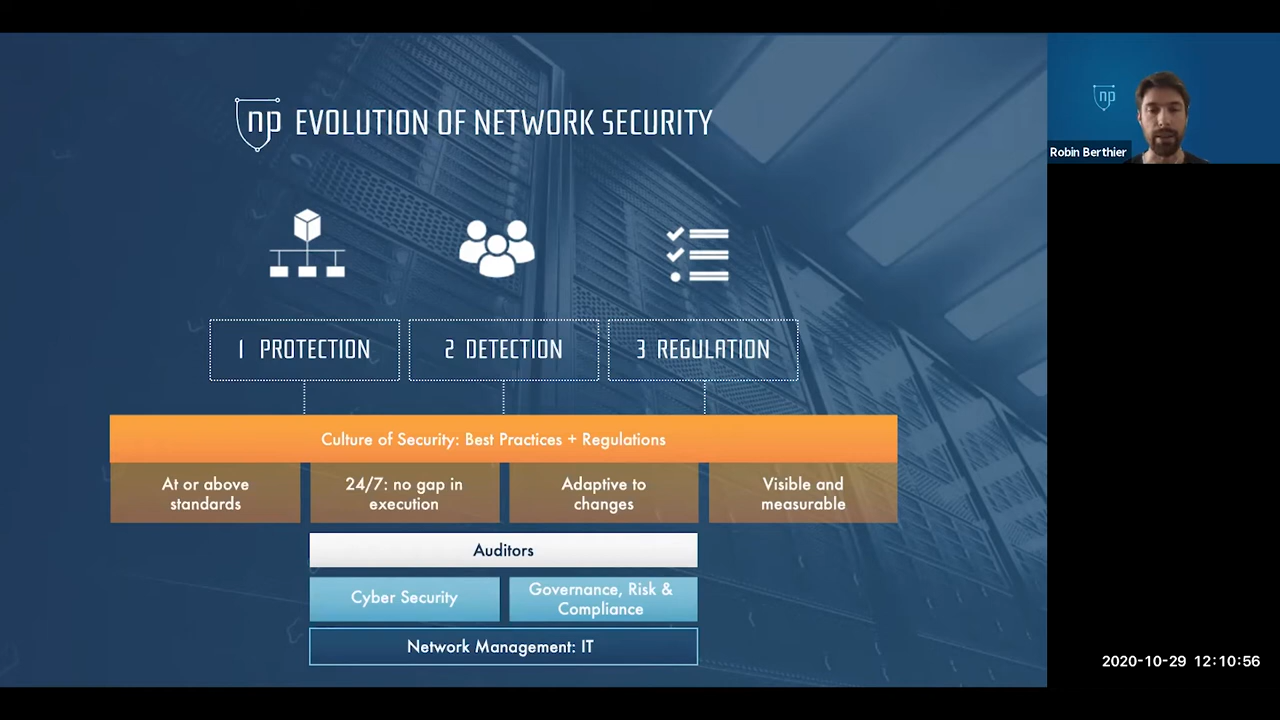 np EVOLUTION OF NETWORK SECURITY
np
Robin Berthier
1 PROTECTION
2 DETECTION
3 REGULATION
Culture of Security: Best Practices + Regulations
At or above
standards
24/7: no gap in
execution
Adaptive to
changes
Visible and
measurable
Auditors
Cyber Security
Governance, Risk &
Compliance
Network Management: IT
2020-10-29 12:10:56